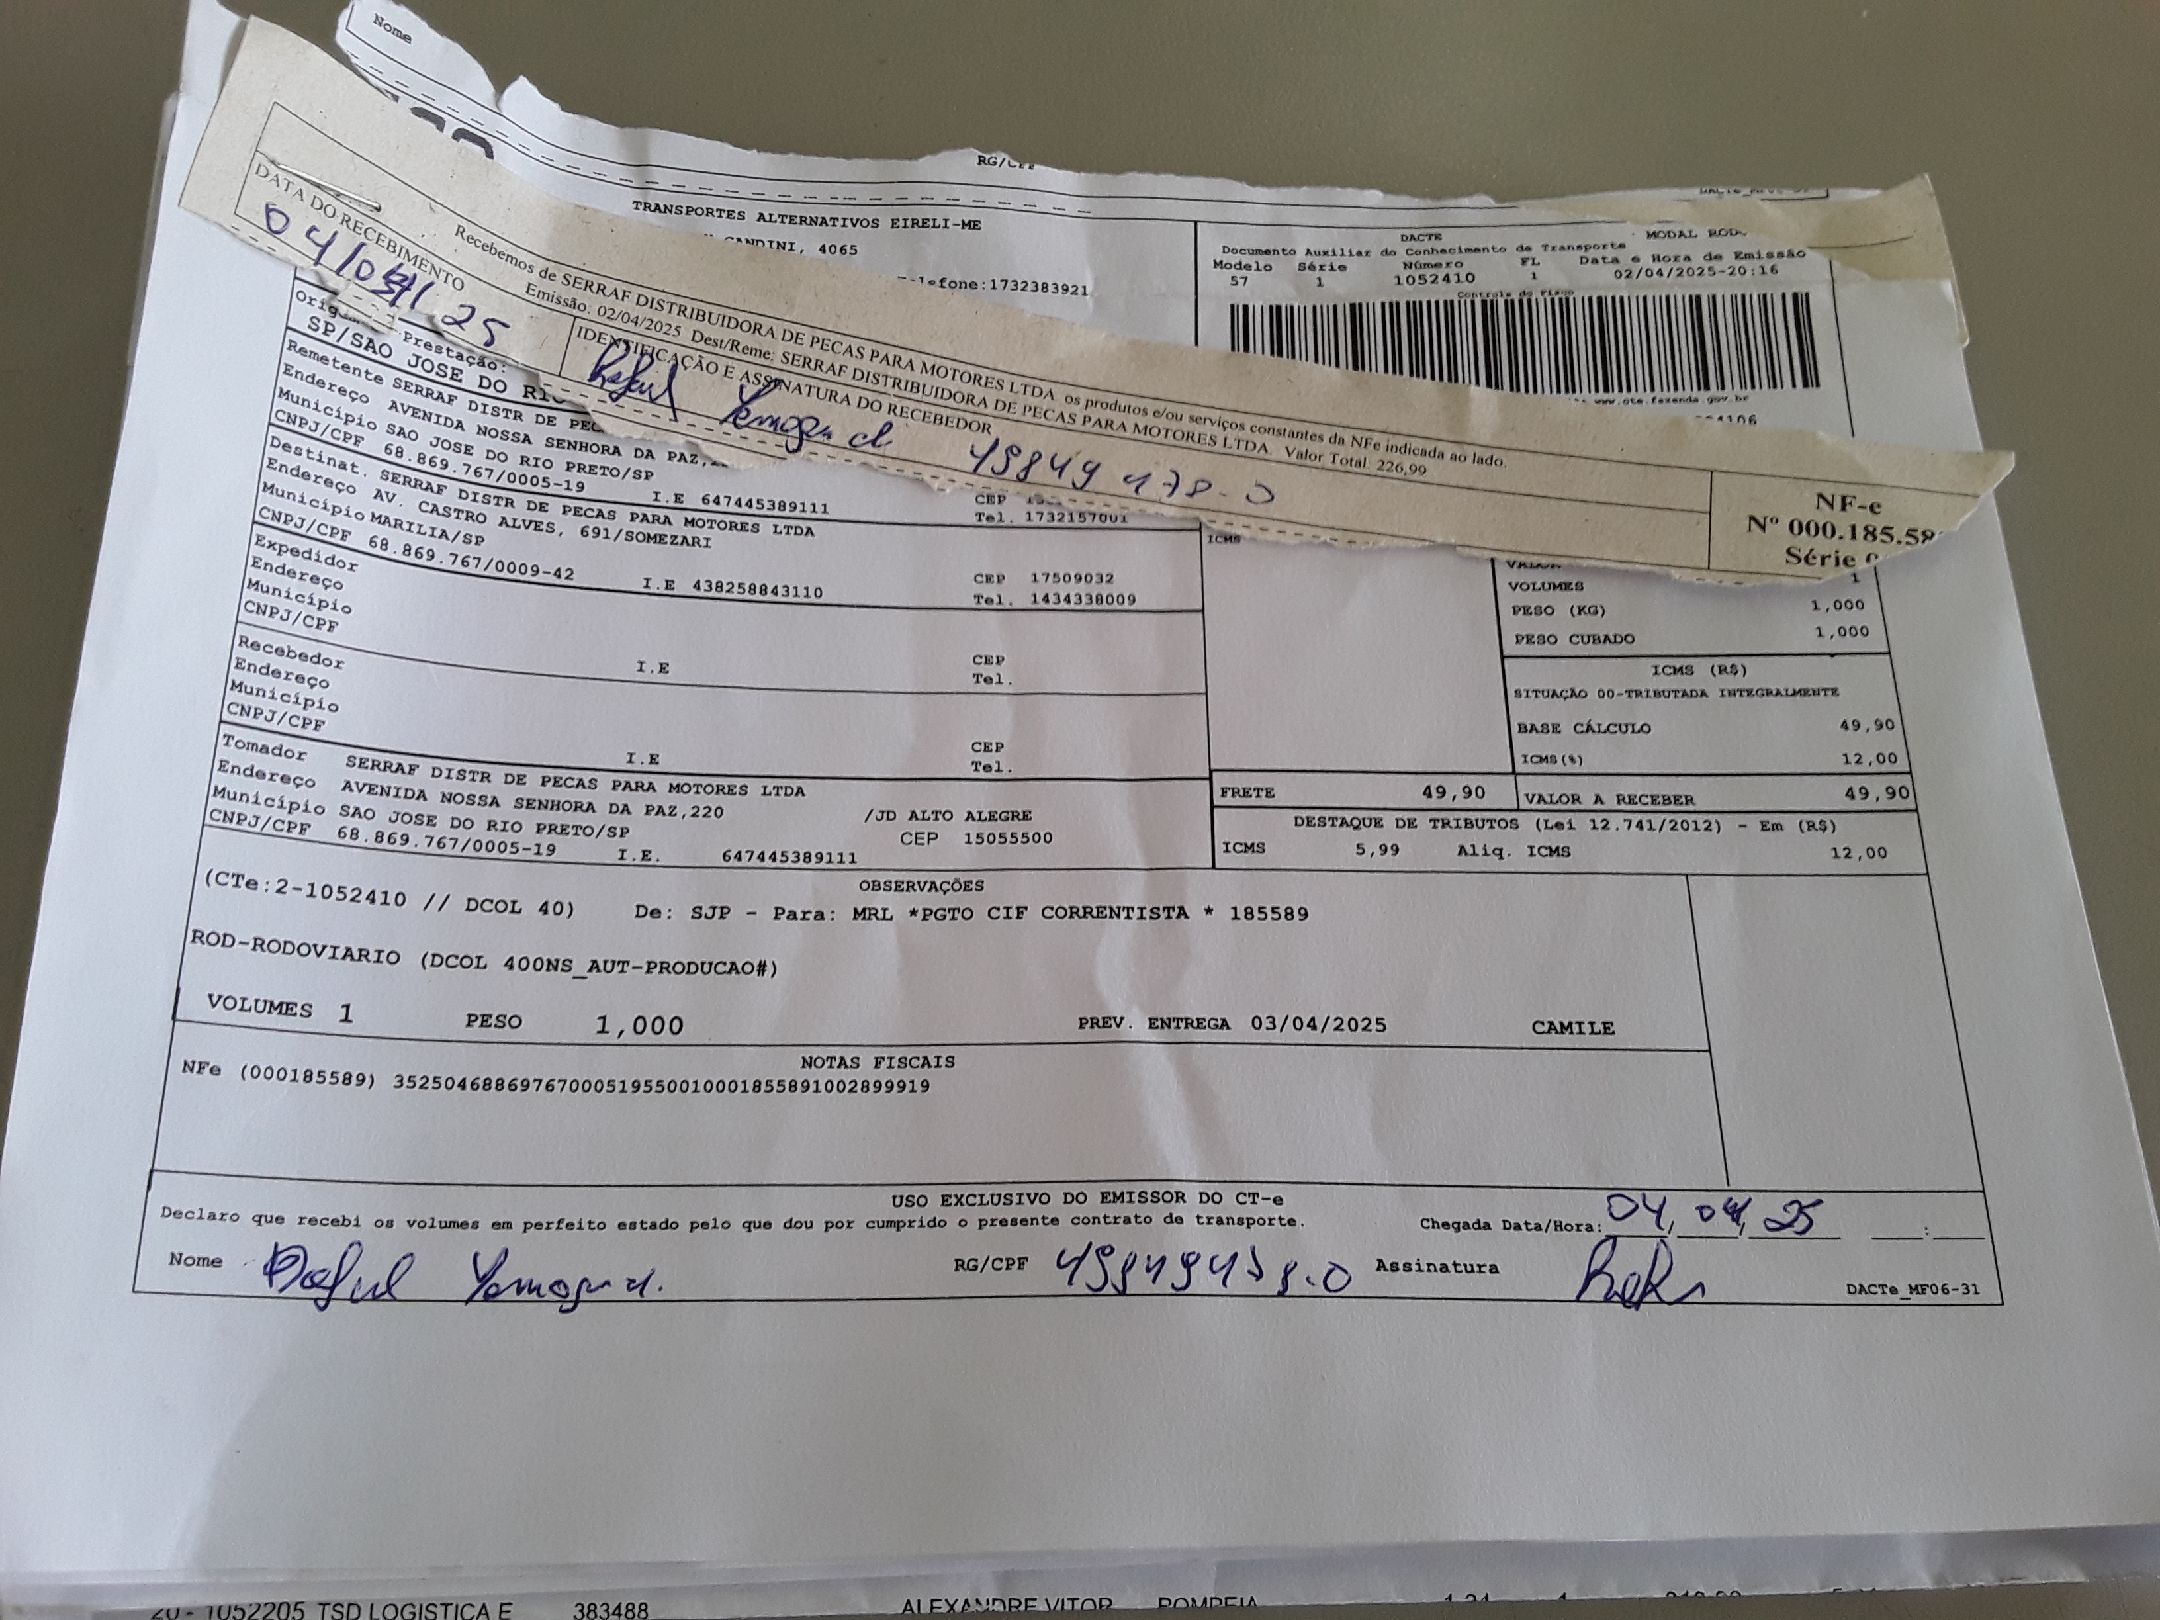 Nome
RG/CPF
TRANSPORTES ALTERNATIVOS EIRELI-ME
CANDINI, 4065
lefone:1732383921
DACTE
MODAL
Documento Auxiliar do Conhecimento de Transporte
Modelo Série Número FL Data e Hora de Emissão
57 1 1052410 1 02/04/2025-20:16
Controle do Fisco
www.cte.fazenda.gov.br
Recebemos de SERRAF DISTRIBUIDORA DE PECAS PARA MOTORES LTDA os produtos e/ou serviços constantes da NFe indicada ao lado.
Emissão: 02/04/2025 Dest/Reme: SERRAF DISTRIBUIDORA DE PECAS PARA MOTORES LTDA. Valor Total: 226,99
DATA DO RECEBIMENTO
04/04/25
IDENTIFICAÇÃO E ASSINATURA DO RECEBEDOR
NF-e
Nº 000.185.58
Série
Prestação:
SP/SAO JOSE DO RIO
Remetente SERRAF DISTR DE PEC
Endereço AVENIDA NOSSA SENHORA DA PAZ,
Município SAO JOSE DO RIO PRETO/SP CEP
CNPJ/CPF 68.869.767/0005-19 I.E 647445389111 Tel. 1732157001
Destinat. SERRAF DISTR DE PECAS PARA MOTORES LTDA
Endereço AV. CASTRO ALVES, 691/SOMEZARI
Município MARILIA/SP CEP 17509032
CNPJ/CPF 68.869.767/0009-42 I.E 438258843110 Tel. 1434338009
Expedidor
Endereço
Município CEP
CNPJ/CPF I.E Tel.
Recebedor
Endereço
Município CEP
CNPJ/CPF I.E Tel.
Tomador SERRAF DISTR DE PECAS PARA MOTORES LTDA
Endereço AVENIDA NOSSA SENHORA DA PAZ,220 /JD ALTO ALEGRE
Município SAO JOSE DO RIO PRETO/SP CEP 15055500
CNPJ/CPF 68.869.767/0005-19 I.E. 647445389111
ICMS
VALOR
VOLUMES 1
PESO (KG) 1,000
PESO CUBADO 1,000
ICMS (R$)
SITUAÇÃO 00-TRIBUTADA INTEGRALMENTE
BASE CÁLCULO 49,90
ICMS(%) 12,00
FRETE 49,90 VALOR A RECEBER 49,90
DESTAQUE DE TRIBUTOS (Lei 12.741/2012) - Em (R$)
ICMS 5,99 Aliq. ICMS 12,00
OBSERVAÇÕES
(CTe:2-1052410 // DCOL 40) De: SJP - Para: MRL *PGTO CIF CORRENTISTA * 185589
ROD-RODOVIARIO (DCOL 400NS_AUT-PRODUCAO#)
VOLUMES 1 PESO 1,000 PREV. ENTREGA 03/04/2025 CAMILE
NOTAS FISCAIS
NFe (000185589) 35250468869767000519550010001855891002899919
USO EXCLUSIVO DO EMISSOR DO CT-e
Declaro que recebi os volumes em perfeito estado pelo que dou por cumprido o presente contrato de transporte. Chegada Data/Hora: 04/04/25 :
Nome RG/CPF Assinatura
DACTe_MF06-31
20 - 1052205 TSD LOGISTICA E 383488 ALEXANDRE VITOR POMPEIA